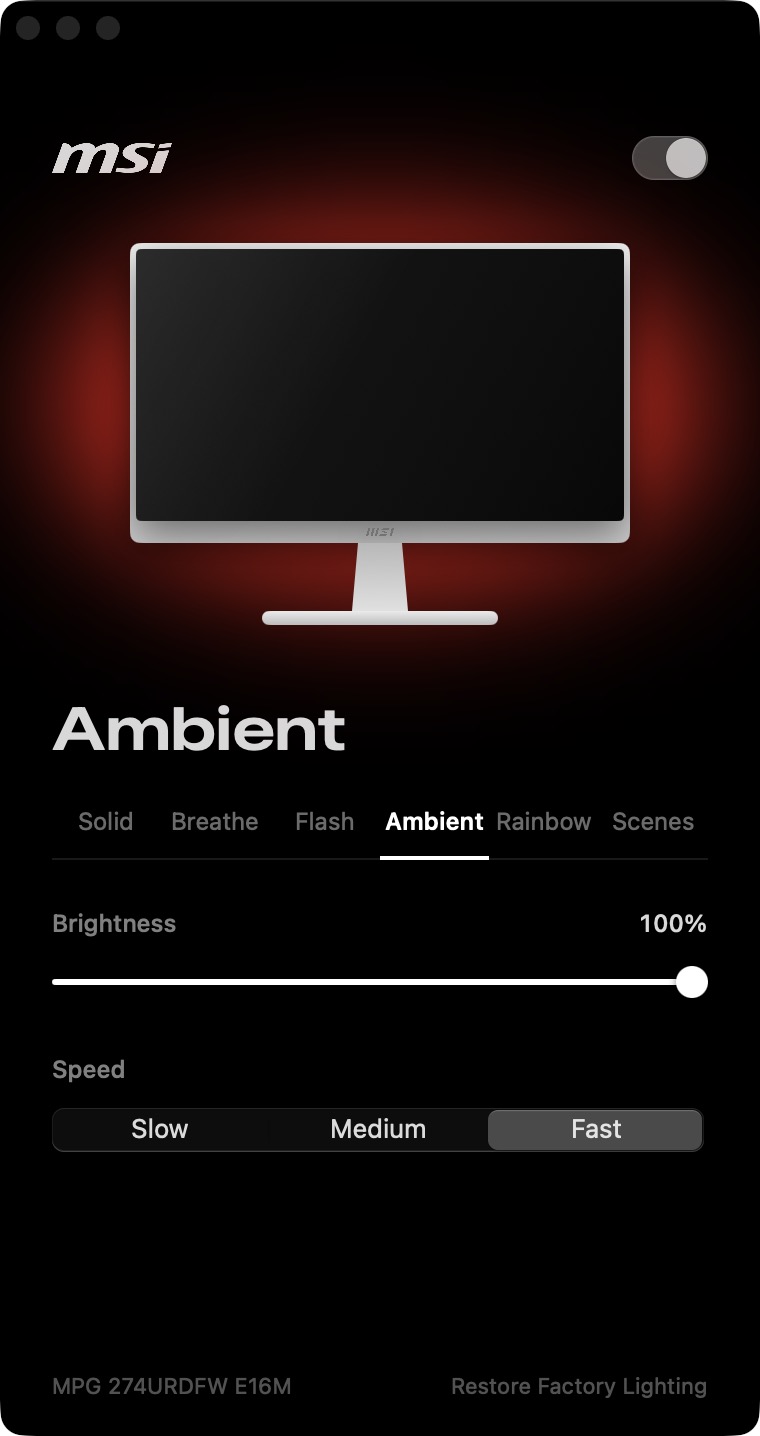 msi
msi
Ambient
Solid Breathe Flash Ambient Rainbow Scenes
Brightness 100%
Speed
Slow Medium Fast
MPG 274URDFW E16M Restore Factory Lighting